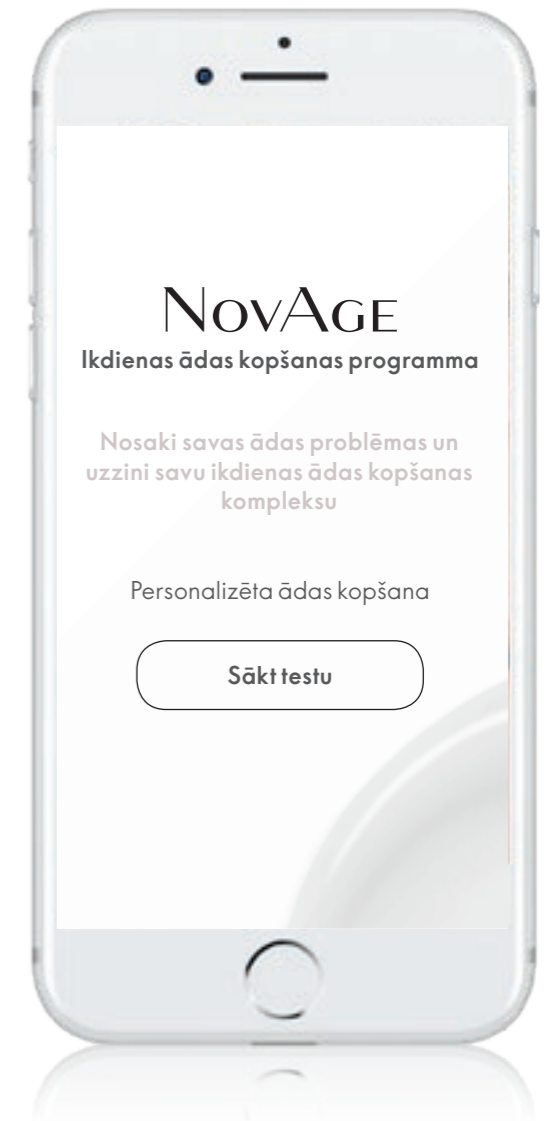 NovAge
Ikdienas ādas kopšanas programma
Nosaki savas ādas problēmas un
uzzini savu ikdienas ādas kopšanas
kompleksu
Personalizēta ādas kopšana
Sākt testu